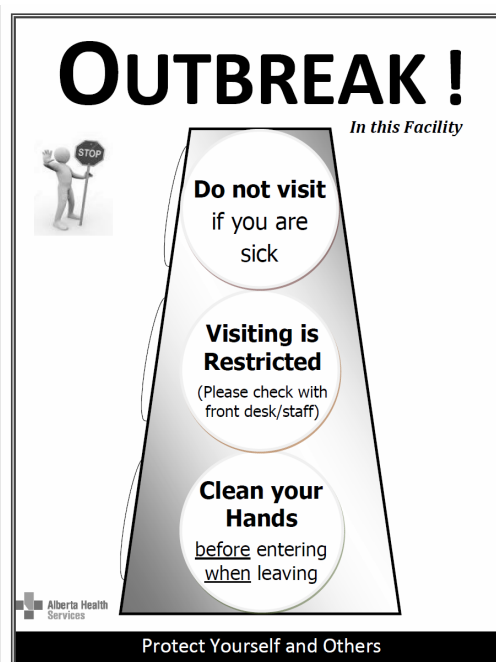 OUTBREAK !
In this Facility
STOP
Do not visit
if you are
sick
Visiting is
Restricted
(Please check with
front desk/staff)
Clean your
Hands
before entering
when leaving
Alberta Health
Services
Protect Yourself and Others